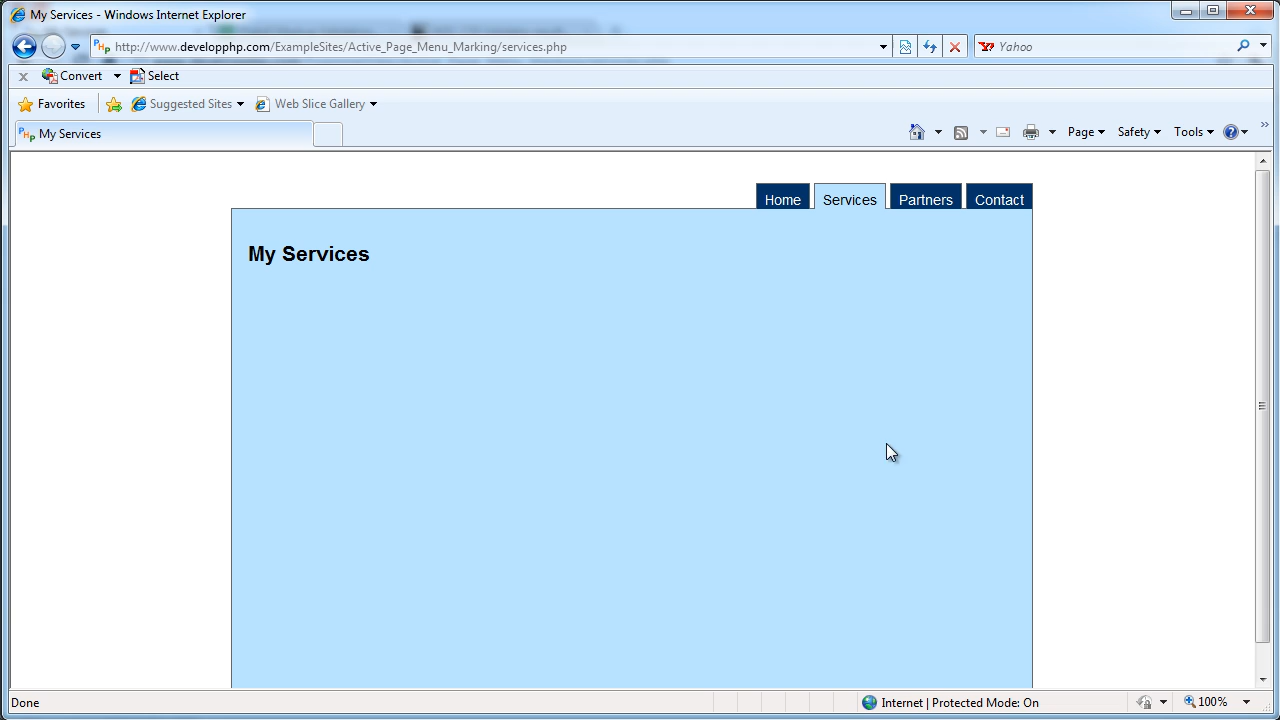 My Services - Windows Internet Explorer
http://www.developphp.com/ExampleSites/Active_Page_Menu_Marking/services.php
Yahoo
Convert
Select
Favorites
Suggested Sites
Web Slice Gallery
PHP My Services
Page
Safety
Tools
Home
Services
Partners
Contact
My Services
Done
Internet | Protected Mode: On
100%